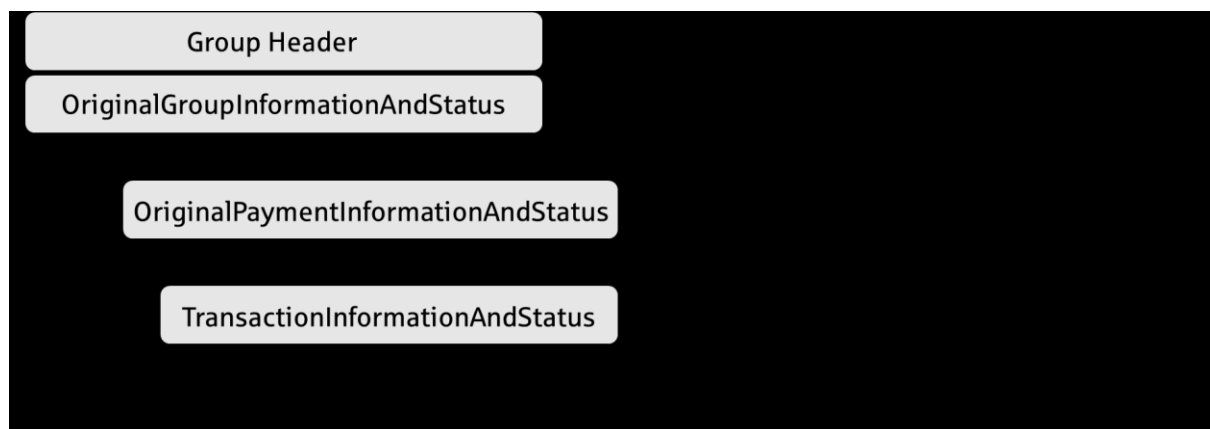 Group Header
OriginalGroupInformationAndStatus
OriginalPaymentInformationAndStatus
TransactionInformationAndStatus